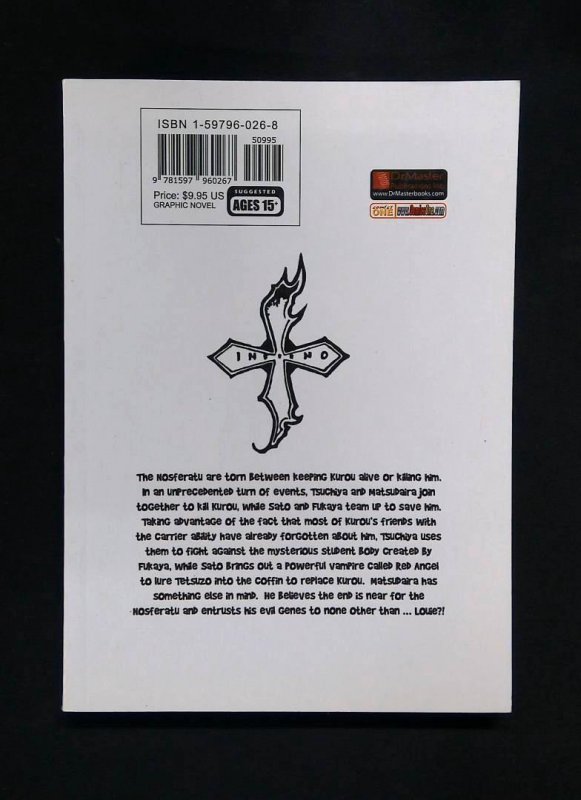 ISBN 1-59796-026-8
50995
9 781597 960267
Price: $9.95 US
GRAPHIC NOVEL
SUGGESTED
AGES 15+
DrMaster
Publications Inc.
www.DrMasterbooks.com
ONE
INFERNO
The Nosferatu are torn between keeping Kurou alive or killing him.
In an unprecedented turn of events, Tsuchiya and Matsudaira join
together to kill Kurou, while Sato and Fukaya team up to save him.
Taking advantage of the fact that most of Kurou's friends with
the carrier ability have already forgotten about him, Tsuchiya uses
them to fight against the mysterious student body created by
Fukaya, while Sato brings out a powerful vampire called Red Angel
to lure Tetsuzo into the coffin to replace Kurou. Matsudaira has
something else in mind. He believes the end is near for the
Nosferatu and entrusts his evil genes to none other than ... Louie?!